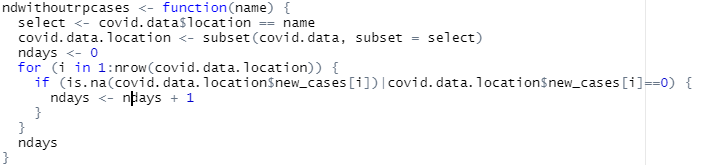 ndwithoutrpcases <- function(name) {
  select <- covid.data$location == name
  covid.data.location <- subset(covid.data, subset = select)
  ndays <- 0
  for (i in 1:nrow(covid.data.location)) {
    if (is.na(covid.data.location$new_cases[i])|covid.data.location$new_cases[i]==0) {
      ndays <- ndays + 1
    }
  }
  ndays
}